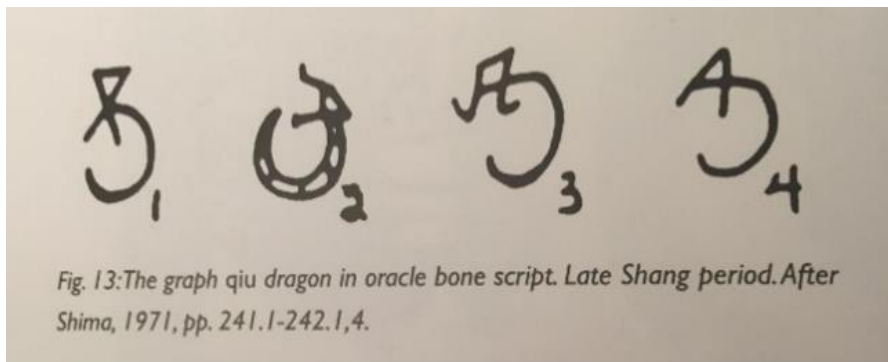 1 2 3 4
Fig. 13:The graph qiu dragon in oracle bone script. Late Shang period. After
Shima, 1971, pp. 241.1-242.1,4.